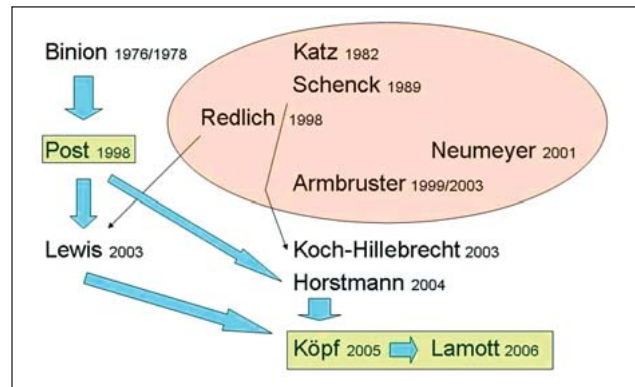 Binion 1976/1978
Katz 1982
Schenck 1989
Redlich 1998
Post 1998
Neumeyer 2001
Armbruster 1999/2003
Lewis 2003
Koch-Hillebrecht 2003
Horstmann 2004
Köpf 2005
Lamott 2006